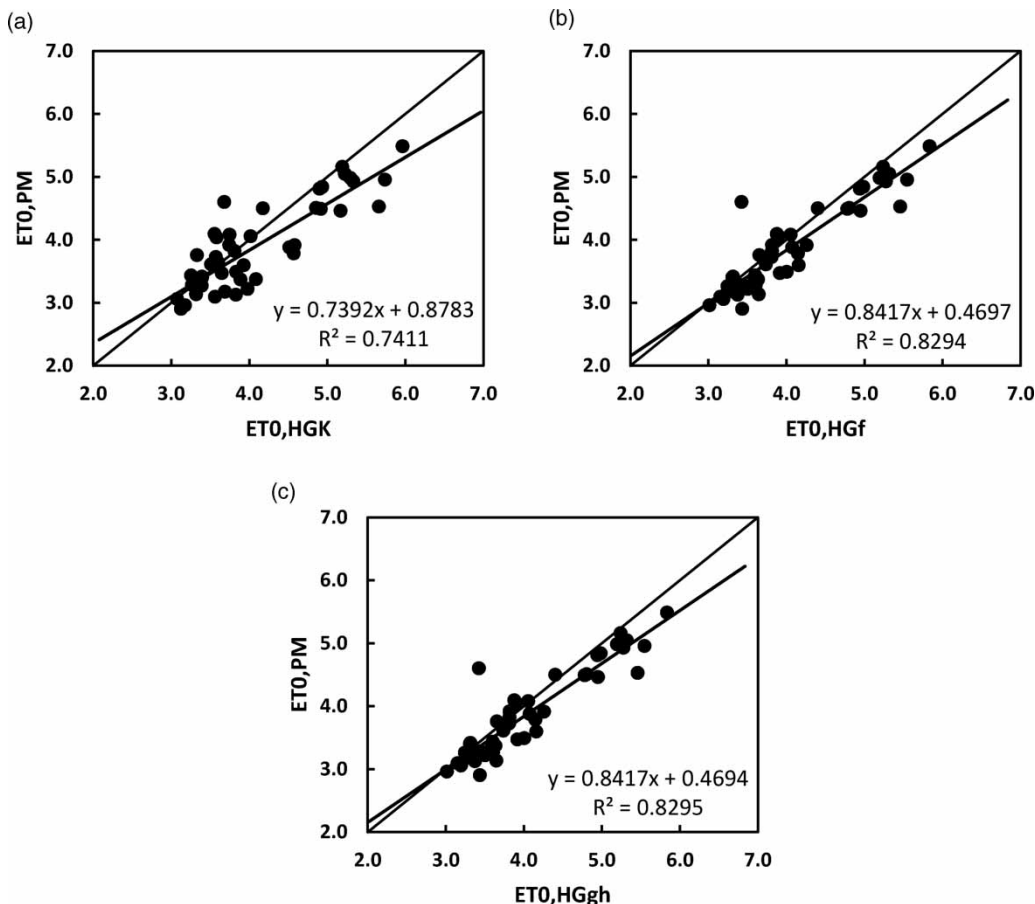 (a)
7.0
6.0
5.0
4.0
3.0
2.0
ET0,PM
y = 0.7392x + 0.8783
R² = 0.7411
2.0 3.0 4.0 5.0 6.0 7.0
ET0,HGK
(b)
7.0
6.0
5.0
4.0
3.0
2.0
ET0,PM
y = 0.8417x + 0.4697
R² = 0.8294
2.0 3.0 4.0 5.0 6.0 7.0
ET0,HGf
(c)
7.0
6.0
5.0
4.0
3.0
2.0
ET0,PM
y = 0.8417x + 0.4694
R² = 0.8295
2.0 3.0 4.0 5.0 6.0 7.0
ET0,HGgh